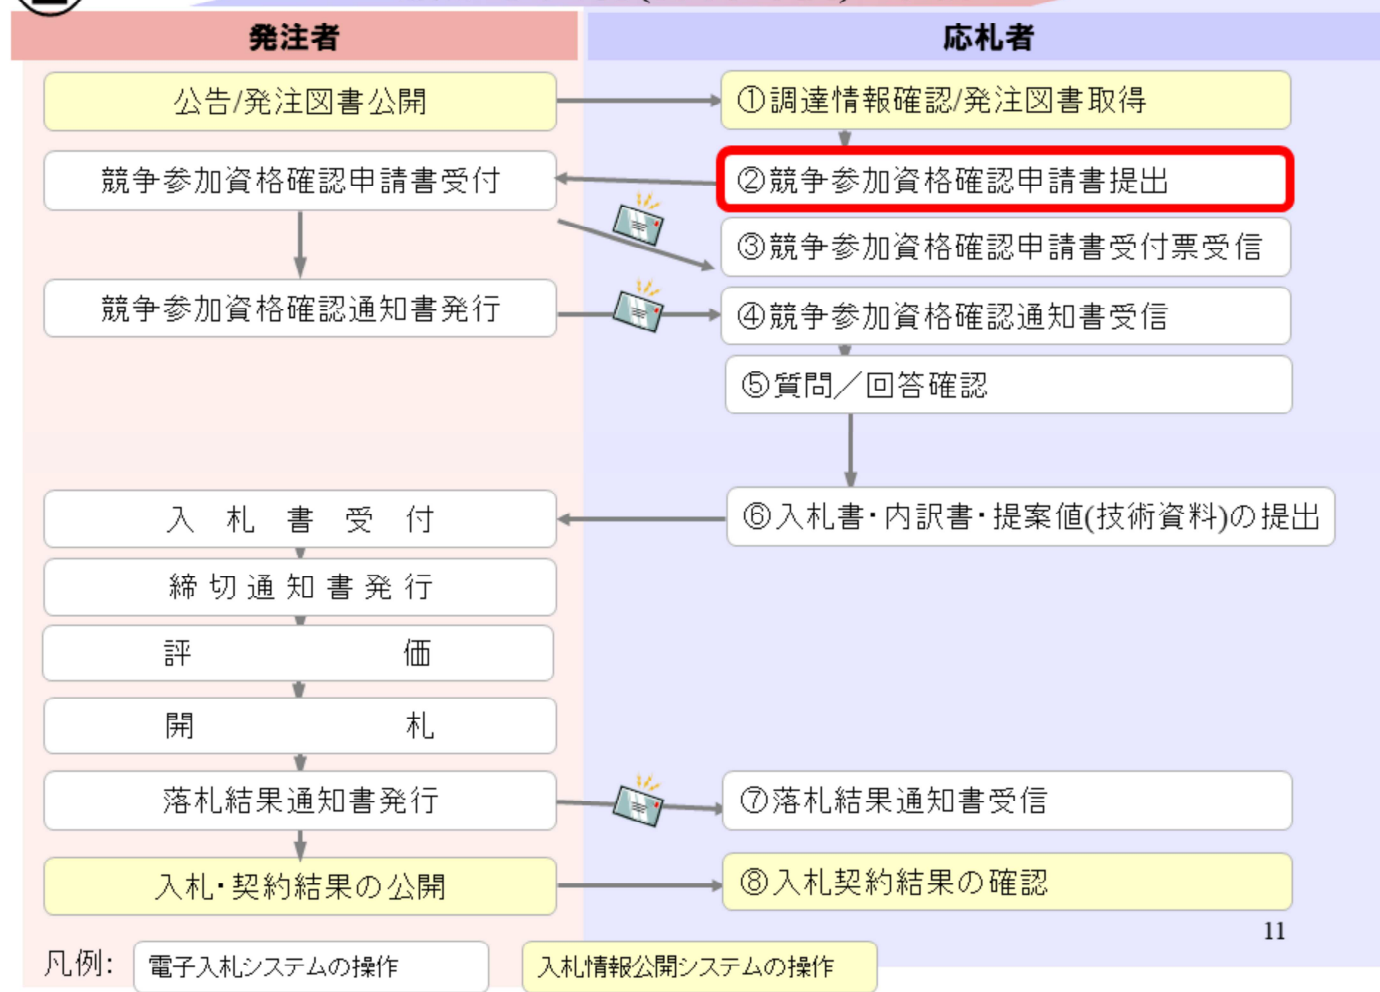 発注者
応札者
公告/発注図書公開
①調達情報確認/発注図書取得
競争参加資格確認申請書受付
②競争参加資格確認申請書提出
③競争参加資格確認申請書受付票受信
競争参加資格確認通知書発行
④競争参加資格確認通知書受信
⑤質問／回答確認
入札書受付
⑥入札書・内訳書・提案値(技術資料)の提出
締切通知書発行
評価
開札
落札結果通知書発行
⑦落札結果通知書受信
入札・契約結果の公開
⑧入札契約結果の確認
11
凡例:
電子入札システムの操作
入札情報公開システムの操作